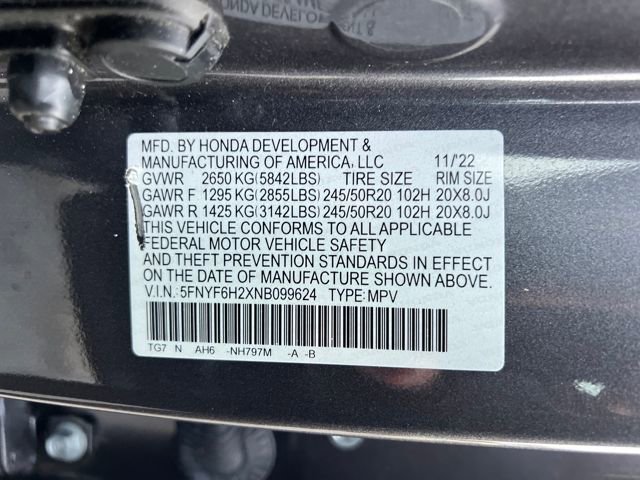 MFD. BY HONDA DEVELOPMENT &
MANUFACTURING OF AMERICA, LLC 11/'22
GVWR 2650 KG(5842LBS) TIRE SIZE RIM SIZE
GAWR F 1295 KG(2855LBS) 245/50R20 102H 20X8.0J
GAWR R 1425 KG(3142LBS) 245/50R20 102H 20X8.0J
THIS VEHICLE CONFORMS TO ALL APPLICABLE
FEDERAL MOTOR VEHICLE SAFETY
AND THEFT PREVENTION STANDARDS IN EFFECT
ON THE DATE OF MANUFACTURE SHOWN ABOVE.
V.I.N.: 5FNYF6H2XNB099624 TYPE: MPV
TG7 N AH6 -NH797M -A -B